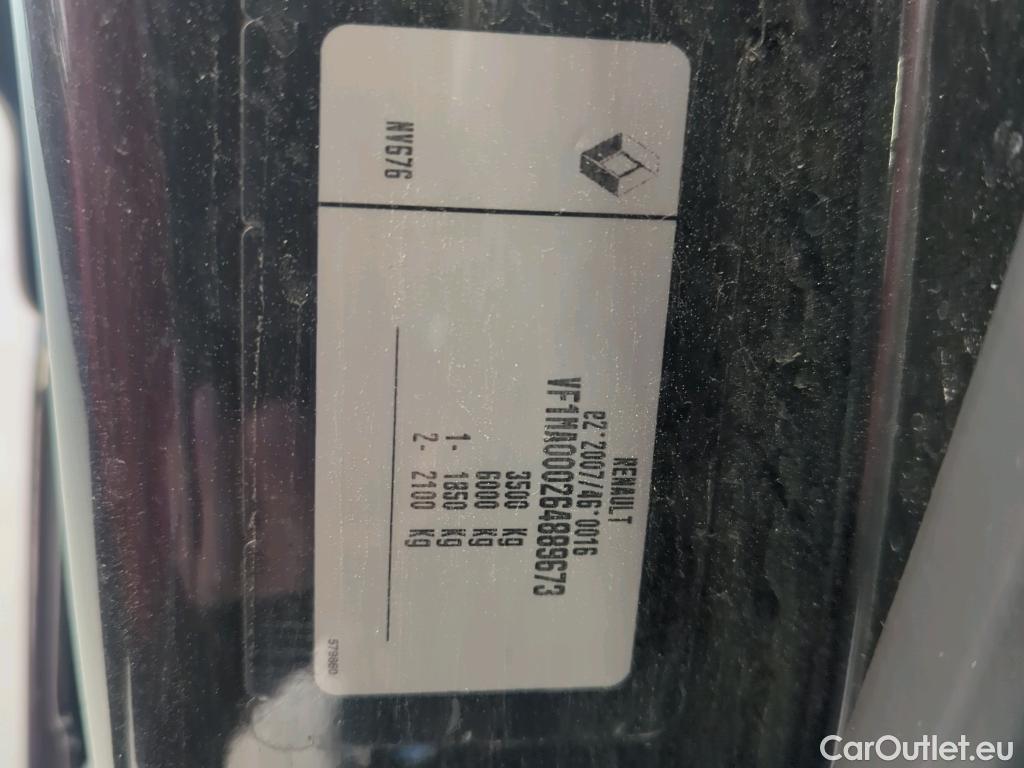 RENAULT
e2*2007/46*0016
VF1MA000264889673
3500 Kg
6000 Kg
1- 1850 Kg
2- 2100 Kg
NV676
579880
CarOutlet.eu